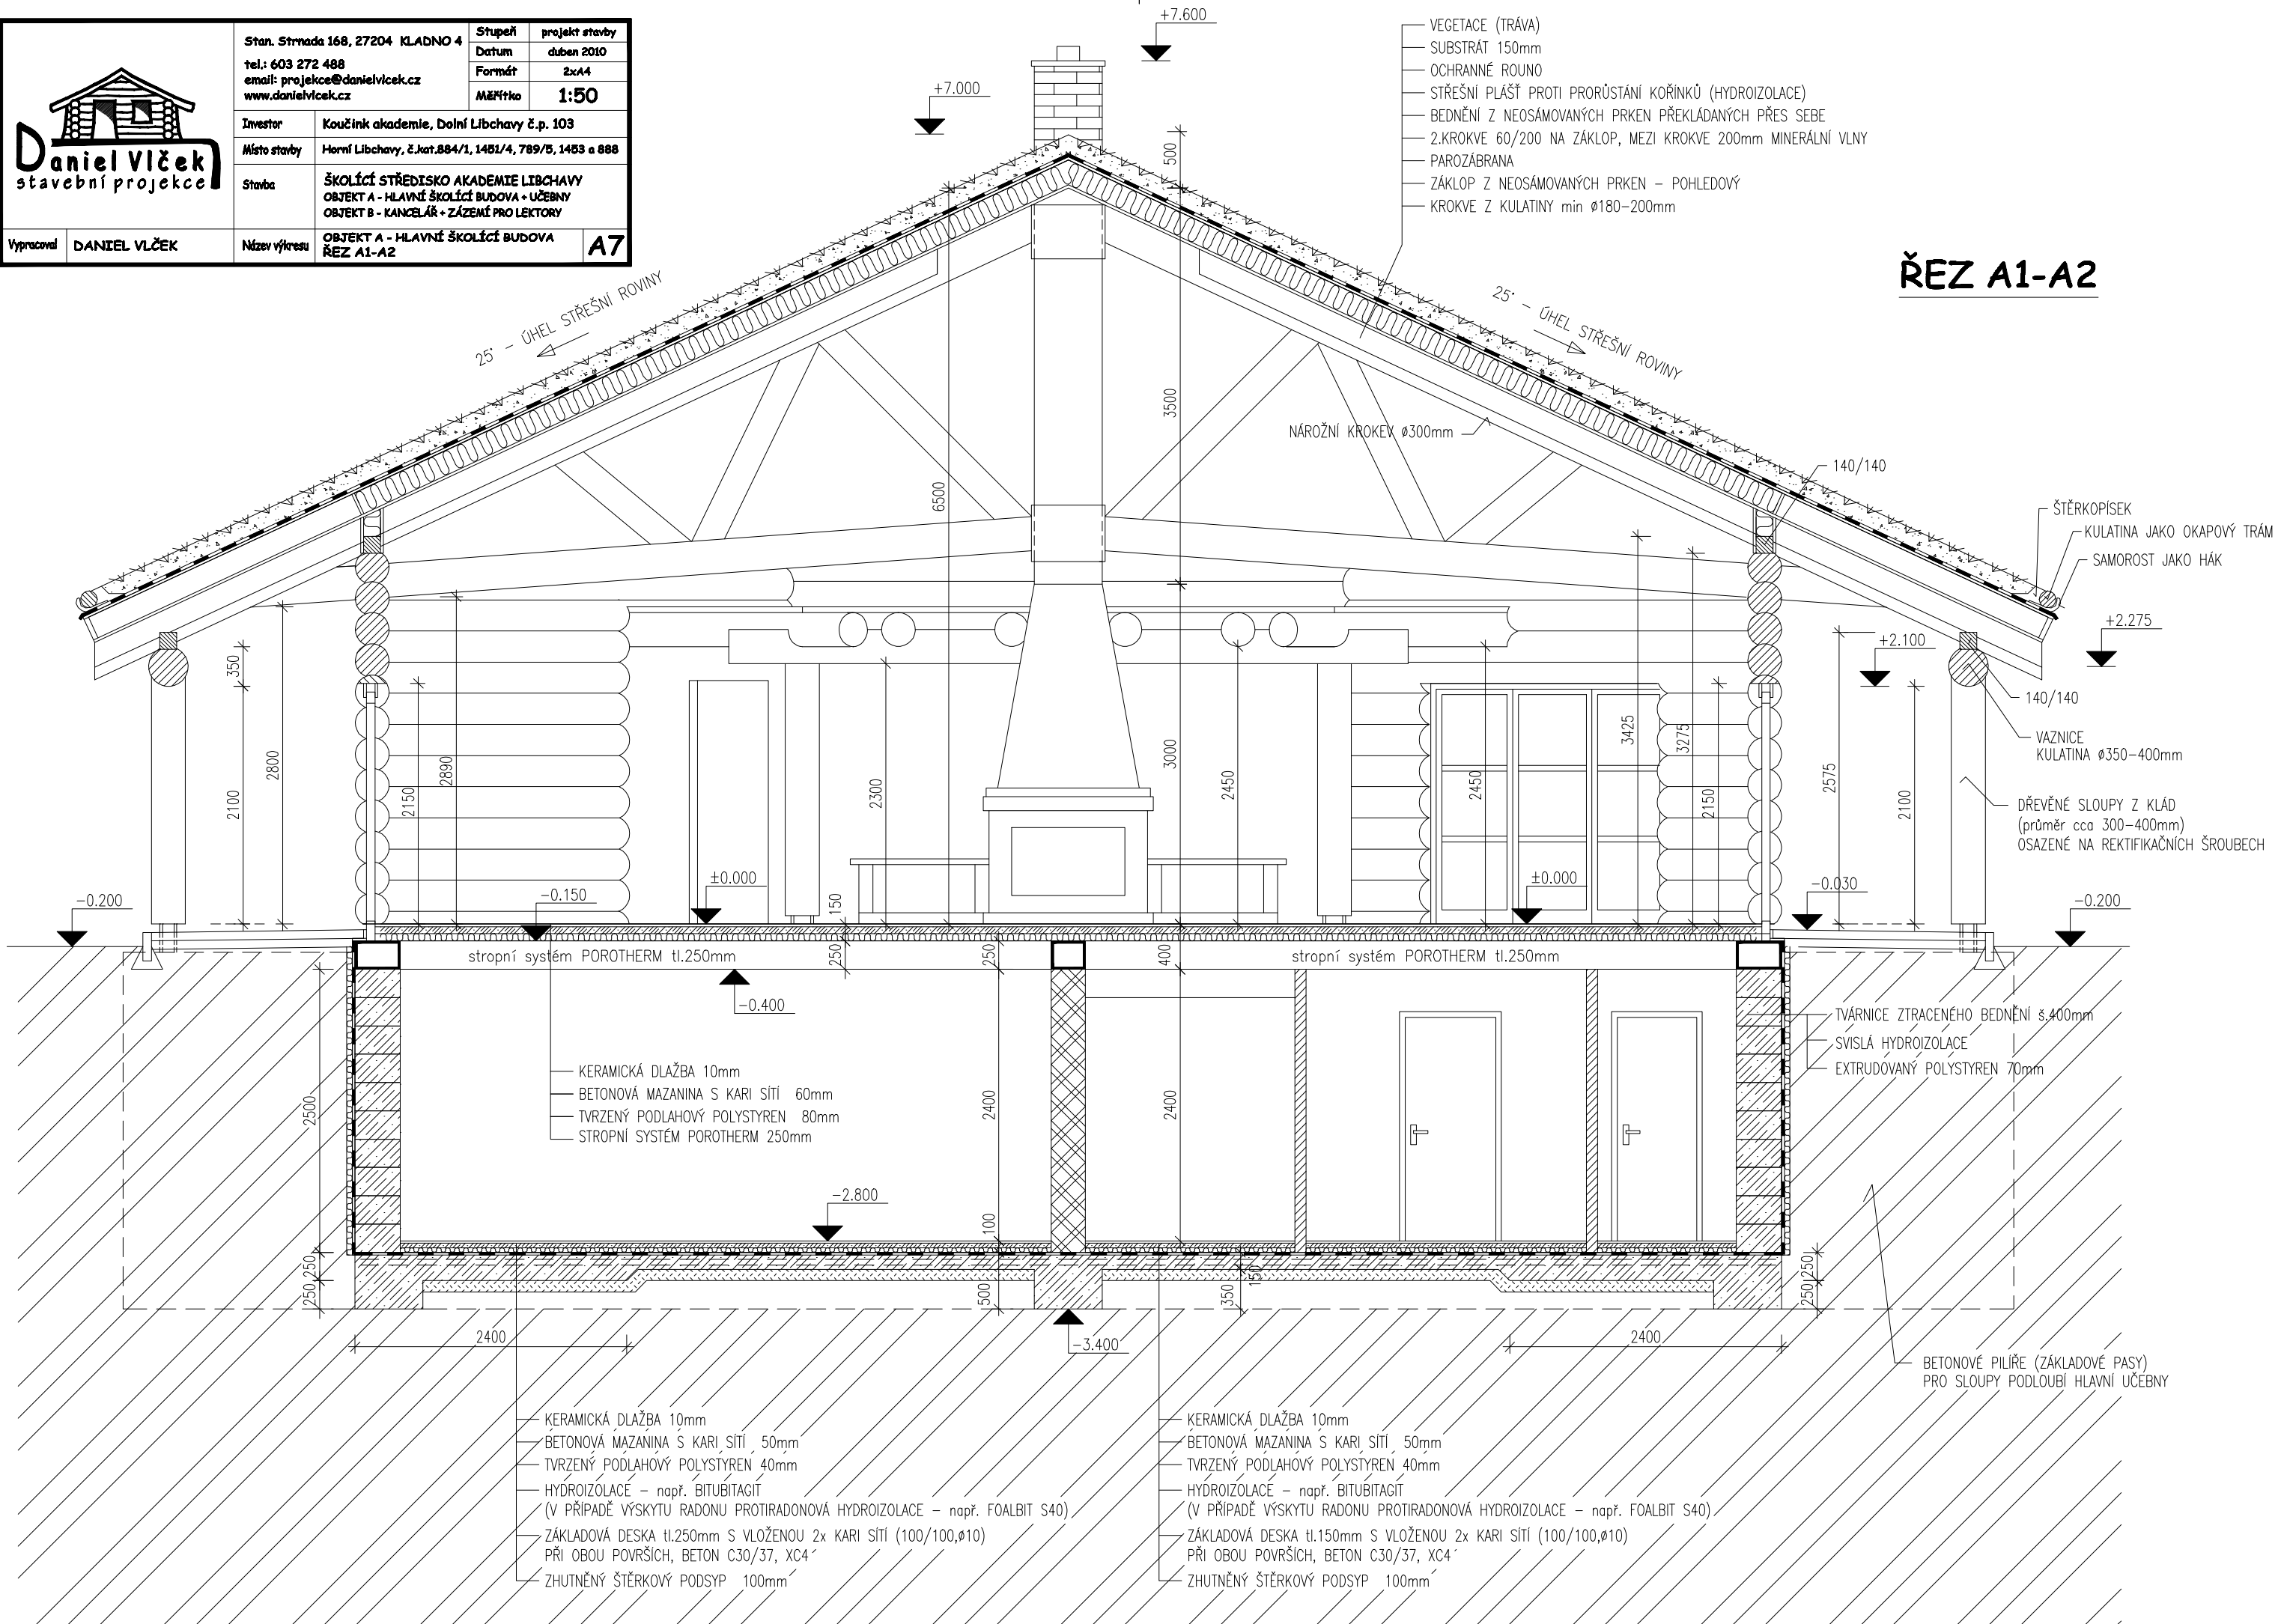 Daniel Vlček
stavební projekce
Vypracoval DANIEL VLČEK
Stan. Strnada 168, 27204 KLADNO 4
tel.: 603 272 488
email: projekce@danielvlcek.cz
www.danielvlcek.cz
Stupeň projekt stavby
Datum duben 2010
Formát 2xA4
Měřítko 1:50
Investor Koučink akademie, Dolní Libchavy č.p. 103
Místo stavby Horní Libchavy, č.kat.884/1, 1451/4, 789/5, 1453 a 888
Stavba ŠKOLÍCÍ STŘEDISKO AKADEMIE LIBCHAVY
OBJEKT A - HLAVNÍ ŠKOLÍCÍ BUDOVA + UČEBNY
OBJEKT B - KANCELÁŘ + ZÁZEMÍ PRO LEKTORY
Název výkresu OBJEKT A - HLAVNÍ ŠKOLÍCÍ BUDOVA
ŘEZ A1-A2
A7
+7.600
+7.000
VEGETACE (TRÁVA)
SUBSTRÁT 150mm
OCHRANNÉ ROUNO
STŘEŠNÍ PLÁŠŤ PROTI PRORŮSTÁNÍ KOŘÍNKŮ (HYDROIZOLACE)
BEDNĚNÍ Z NEOSÁMOVANÝCH PRKEN PŘEKLÁDANÝCH PŘES SEBE
2.KROKVE 60/200 NA ZÁKLOP, MEZI KROKVE 200mm MINERÁLNÍ VLNY
PAROZÁBRANA
ZÁKLOP Z NEOSÁMOVANÝCH PRKEN – POHLEDOVÝ
KROKVE Z KULATINY min ø180-200mm
ŘEZ A1-A2
25° - ÚHEL STŘEŠNÍ ROVINY
25° - ÚHEL STŘEŠNÍ ROVINY
500
3500
6500
NÁROŽNÍ KROKEV ø300mm
140/140
ŠTĚRKOPÍSEK
KULATINA JAKO OKAPOVÝ TRÁM
SAMOROST JAKO HÁK
+2.275
+2.100
140/140
VAZNICE
KULATINA ø350-400mm
DŘEVĚNÉ SLOUPY Z KLÁD
(průměr cca 300-400mm)
OSAZENÉ NA REKTIFIKAČNÍCH ŠROUBECH
350
2100
2800
2150
2890
2300
3000
2450
2450
3425
3275
2150
2575
2100
-0.200
-0.150
±0.000
150
±0.000
-0.030
-0.200
stropní systém POROTHERM tl.250mm
250
250
400
stropní systém POROTHERM tl.250mm
-0.400
KERAMICKÁ DLAŽBA 10mm
BETONOVÁ MAZANINA S KARI SÍTÍ 60mm
TVRZENÝ PODLAHOVÝ POLYSTYREN 80mm
STROPNÍ SYSTÉM POROTHERM 250mm
TVÁRNICE ZTRACENÉHO BEDNĚNÍ š.400mm
SVISLÁ HYDROIZOLACE
EXTRUDOVANÝ POLYSTYREN 70mm
2500
2400
2400
-2.800
100
250
250
500
350
150
250
250
2400
-3.400
2400
BETONOVÉ PILÍŘE (ZÁKLADOVÉ PASY)
PRO SLOUPY PODLOUBÍ HLAVNÍ UČEBNY
KERAMICKÁ DLAŽBA 10mm
BETONOVÁ MAZANINA S KARI SÍTÍ 50mm
TVRZENÝ PODLAHOVÝ POLYSTYREN 40mm
HYDROIZOLACE – např. BITUBITAGIT
(V PŘÍPADĚ VÝSKYTU RADONU PROTIRADONOVÁ HYDROIZOLACE – např. FOALBIT S40)
ZÁKLADOVÁ DESKA tl.250mm S VLOŽENOU 2x KARI SÍTÍ (100/100,ø10)
PŘI OBOU POVRŠÍCH, BETON C30/37, XC4
ZHUTNĚNÝ ŠTĚRKOVÝ PODSYP 100mm
KERAMICKÁ DLAŽBA 10mm
BETONOVÁ MAZANINA S KARI SÍTÍ 50mm
TVRZENÝ PODLAHOVÝ POLYSTYREN 40mm
HYDROIZOLACE – např. BITUBITAGIT
(V PŘÍPADĚ VÝSKYTU RADONU PROTIRADONOVÁ HYDROIZOLACE – např. FOALBIT S40)
ZÁKLADOVÁ DESKA tl.150mm S VLOŽENOU 2x KARI SÍTÍ (100/100,ø10)
PŘI OBOU POVRŠÍCH, BETON C30/37, XC4
ZHUTNĚNÝ ŠTĚRKOVÝ PODSYP 100mm